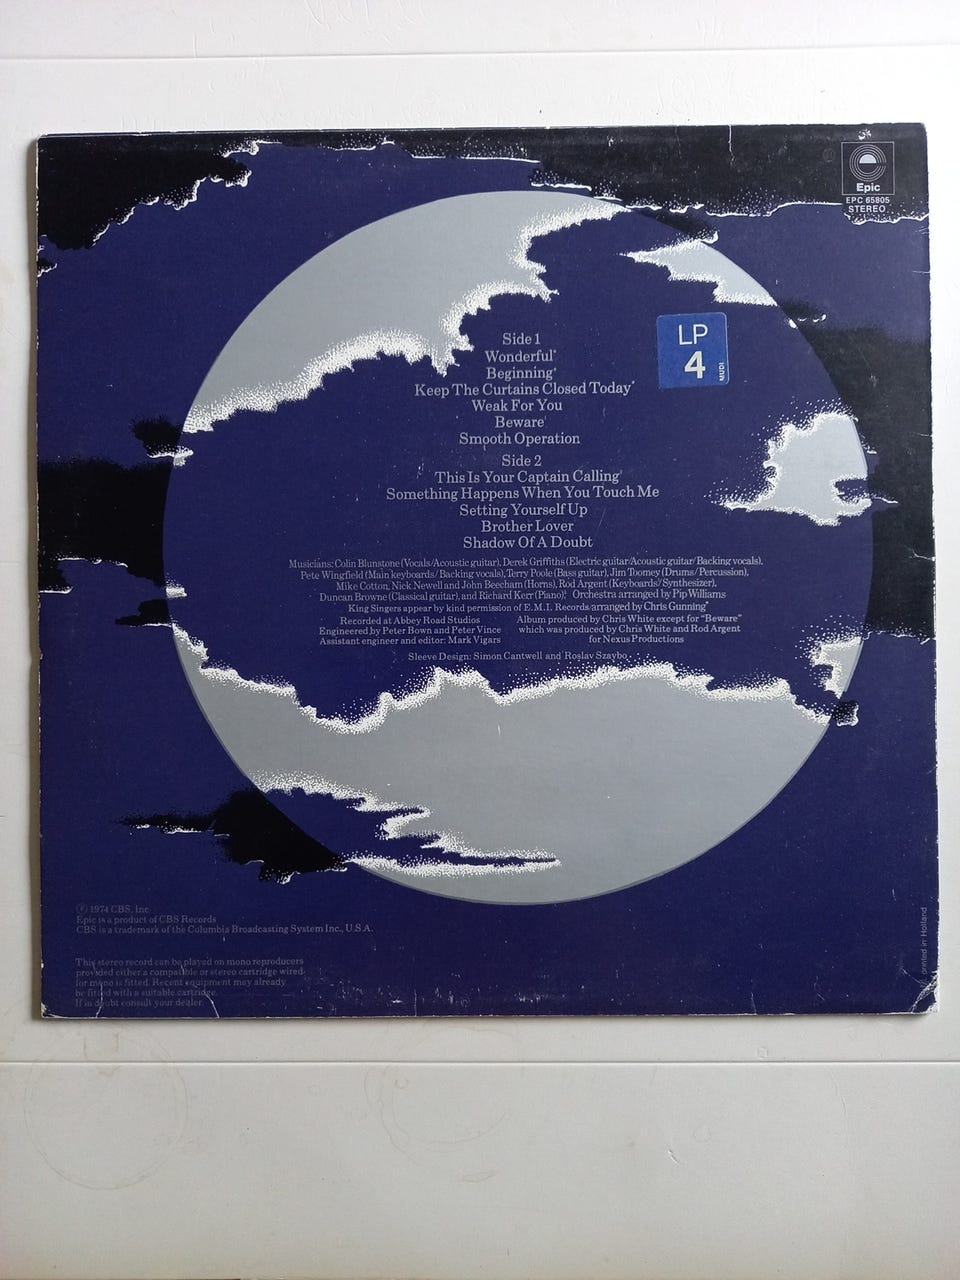 Epic
EPC 65805
STEREO
LP
4
MUDI
Side 1
Wonderful*
Beginning*
Keep The Curtains Closed Today*
Weak For You
Beware
Smooth Operation
Side 2
This Is Your Captain Calling
Something Happens When You Touch Me
Setting Yourself Up
Brother Lover
Shadow Of A Doubt
Musicians: Colin Blunstone (Vocals/Acoustic guitar), Derek Griffiths (Electric guitar/Acoustic guitar/Backing vocals),
Pete Wingfield (Main keyboards/Backing vocals), Terry Poole (Bass guitar), Jim Toomey (Drums/Percussion),
Mike Cotton, Nick Newell and John Beecham (Horns), Rod Argent (Keyboards/Synthesizer),
Duncan Browne (Classical guitar), and Richard Kerr (Piano). Orchestra arranged by Pip Williams
King Singers appear by kind permission of E.M.I. Records arranged by Chris Gunning*
Recorded at Abbey Road Studios
Engineered by Peter Bown and Peter Vince
Assistant engineer and editor: Mark Vigars
Album produced by Chris White except for "Beware"
which was produced by Chris White and Rod Argent
for Nexus Productions
Sleeve Design: Simon Cantwell and Roslav Szaybo
Ⓟ 1974 CBS, Inc
Epic is a product of CBS Records
CBS is a trademark of the Columbia Broadcasting System Inc., U.S.A.
This stereo record can be played on mono reproducers
provided either a compatible or stereo cartridge wired
for mono is fitted. Recent equipment may already
be fitted with a suitable cartridge.
If in doubt consult your dealer.
printed in Holland